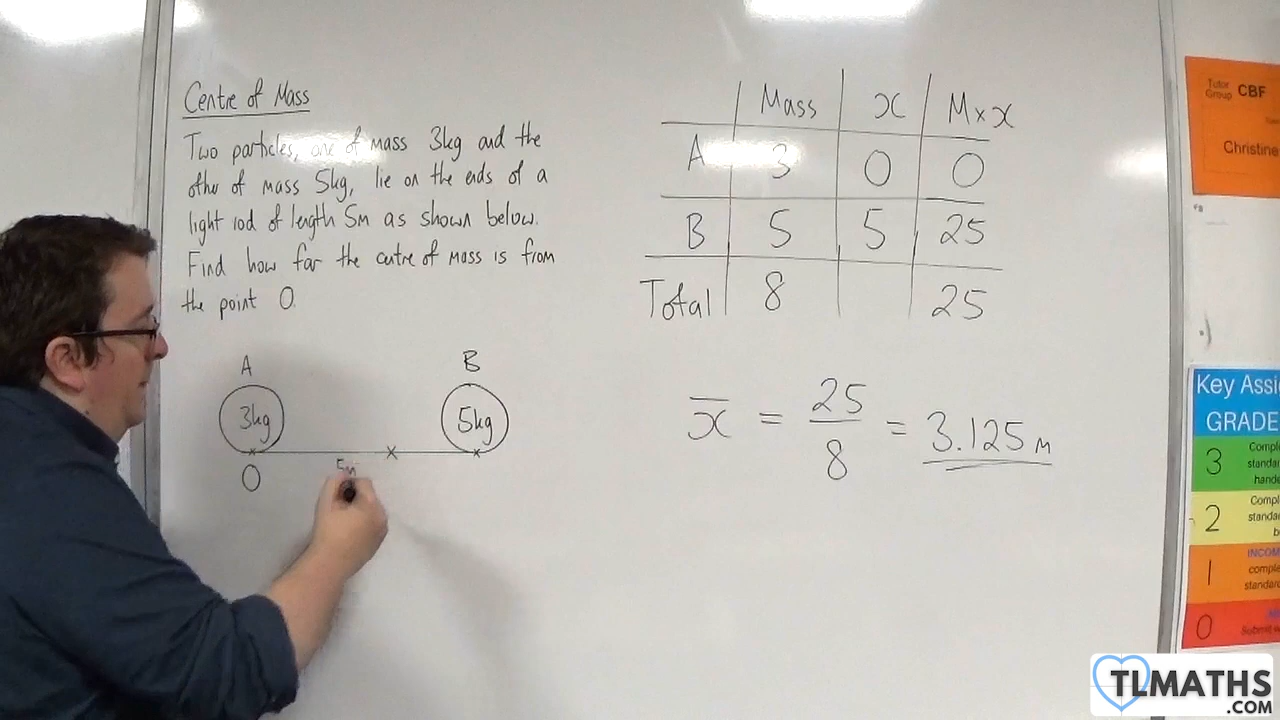 Centre of Mass
Two particles, one of mass 3kg and the
other of mass 5kg, lie on the ends of a
light rod of length 5m as shown below.
Find how far the centre of mass is from
the point O.
A B
3kg 5kg
5m
O
Mass x M×x
A 3 0 0
B 5 5 25
Total 8 25
x̄ = 25/8 = 3.125m
Tutor Group CBF
Christine
Key Assi
GRADE
3
2
1
0
TLMATHS
.COM